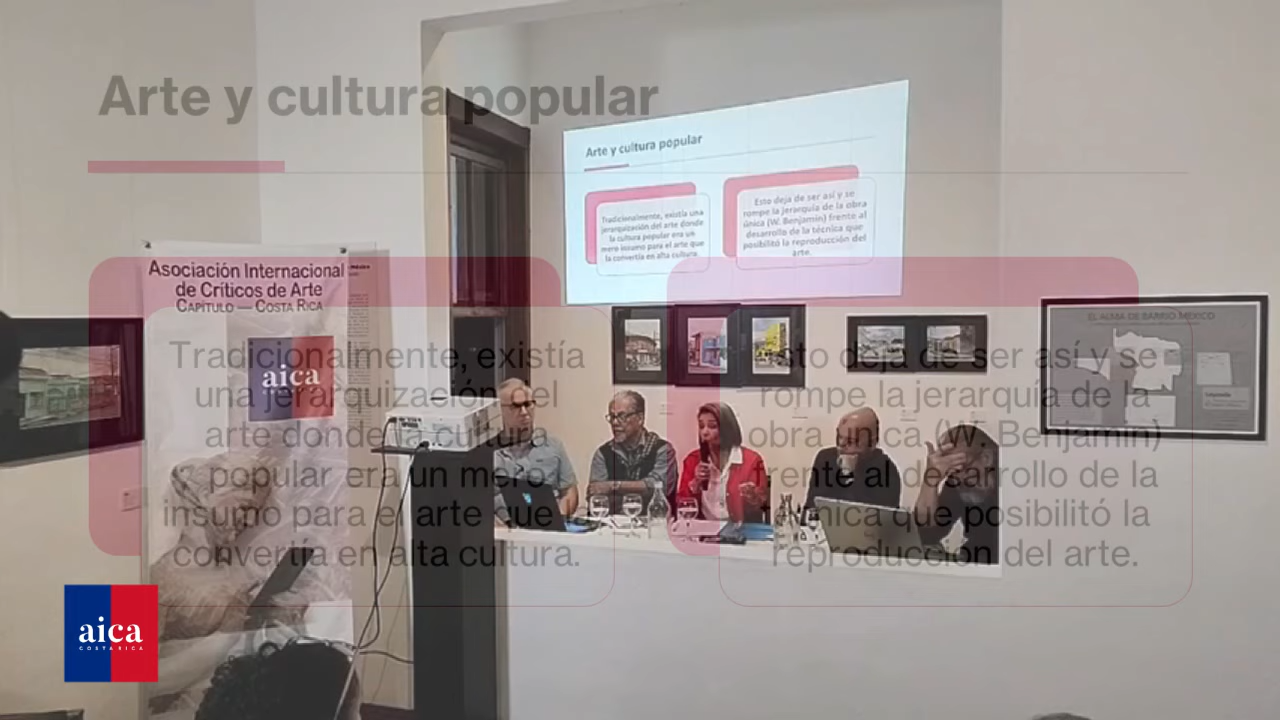 Arte y cultura popular
Tradicionalmente, existía
una jerarquización del
arte donde la cultura
popular era un mero
insumo para el arte que
convertía en alta cultura.
Esto deja de ser así y se
rompe la jerarquía de la
obra única (W. Benjamin)
frente al desarrollo de la
técnica que posibilitó la
reproducción del arte.
Arte y cultura popular
Tradicionalmente, existía una
jerarquización del arte donde
la cultura popular era un
mero insumo para el arte que
la convertía en alta cultura.
Esto deja de ser así y se
rompe la jerarquía de la obra
única (W. Benjamin) frente al
desarrollo de la técnica que
posibilitó la reproducción del
arte.
Asociación Internacional
de Críticos de Arte
Capítulo — Costa Rica
aica
EL ALMA DE BARRIO MÉXICO
aica
COSTA RICA